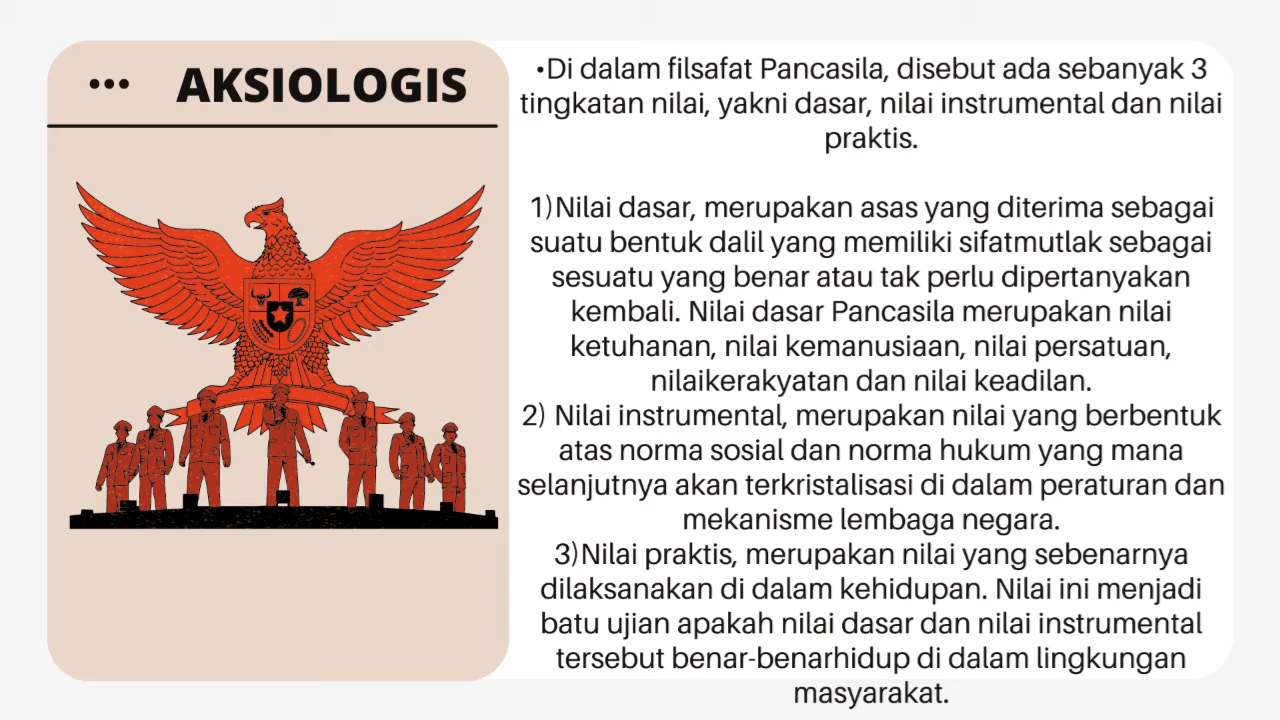 ... AKSIOLOGIS
•Di dalam filsafat Pancasila, disebut ada sebanyak 3
tingkatan nilai, yakni dasar, nilai instrumental dan nilai
praktis.
1)Nilai dasar, merupakan asas yang diterima sebagai
suatu bentuk dalil yang memiliki sifatmutlak sebagai
sesuatu yang benar atau tak perlu dipertanyakan
kembali. Nilai dasar Pancasila merupakan nilai
ketuhanan, nilai kemanusiaan, nilai persatuan,
nilaikerakyatan dan nilai keadilan.
2) Nilai instrumental, merupakan nilai yang berbentuk
atas norma sosial dan norma hukum yang mana
selanjutnya akan terkristalisasi di dalam peraturan dan
mekanisme lembaga negara.
3)Nilai praktis, merupakan nilai yang sebenarnya
dilaksanakan di dalam kehidupan. Nilai ini menjadi
batu ujian apakah nilai dasar dan nilai instrumental
tersebut benar-benarhidup di dalam lingkungan
masyarakat.